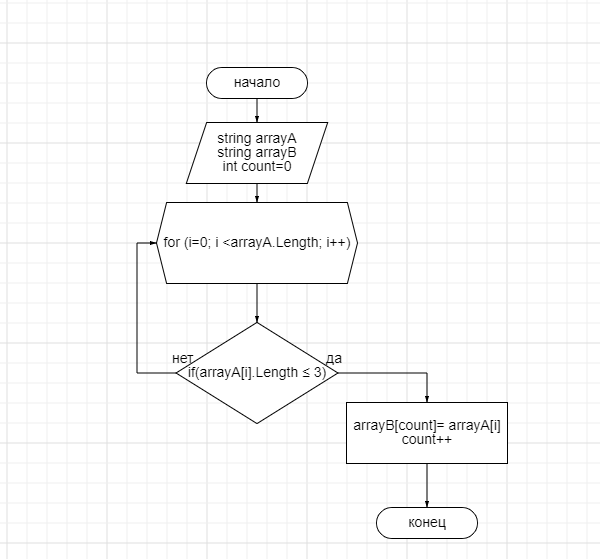 начало
string arrayA
string arrayB
int count=0
for (i=0; i <arrayA.Length; i++)
нет
да
if(arrayA[i].Length ≤ 3)
arrayB[count]= arrayA[i]
count++
конец